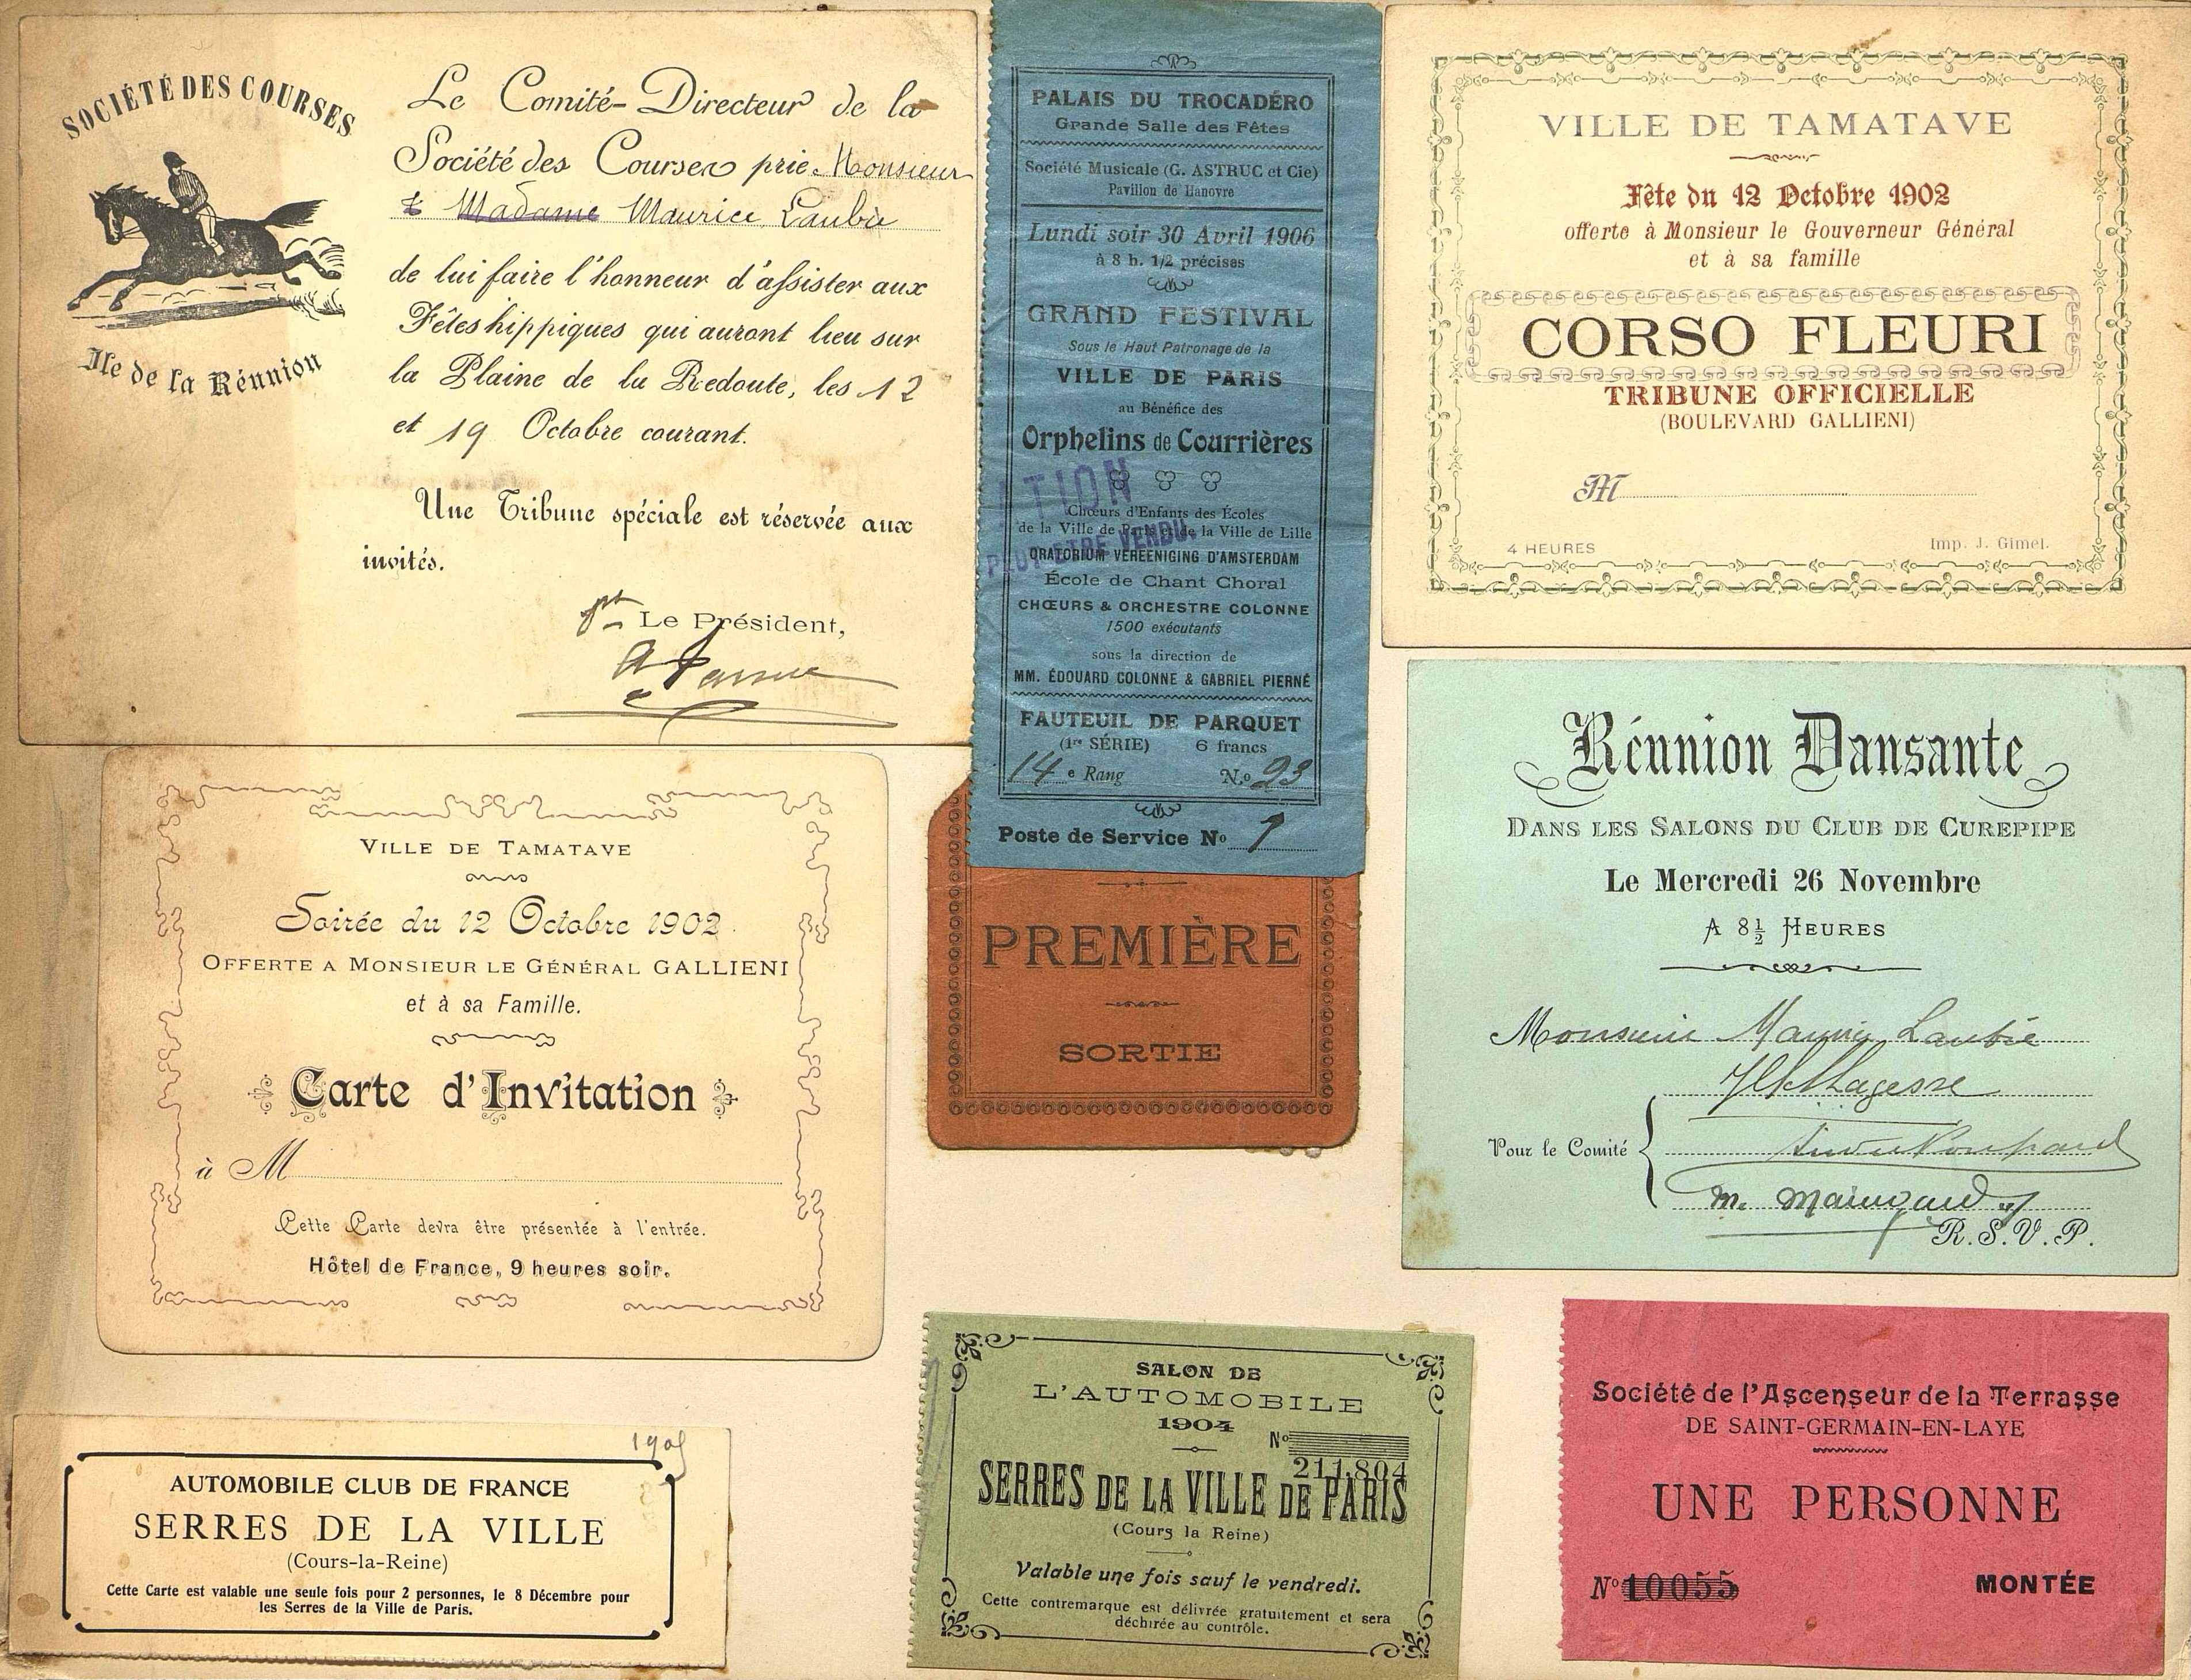 SOCIÉTÉ DES COURSES
Ile de la Réunion
Le Comité-Directeur de la
Société des Courses prie Monsieur
& Madame Maurice Laubie
de lui faire l'honneur d'assister aux
Fêtes hippiques qui auront lieu sur
la Plaine de la Redoute, les 12
et 19 Octobre courant.
Une Tribune spéciale est réservée aux
invités.
Le Président,
PALAIS DU TROCADÉRO
Grande Salle des Fêtes
Société Musicale (G. ASTRUC et Cie)
Pavillon de Hanovre
Lundi soir 30 Avril 1906
à 8 h. 1/2 précises
GRAND FESTIVAL
Sous le Haut Patronage de la
VILLE DE PARIS
au Bénéfice des
Orphelins de Courrières
TION
Chœurs d'Enfants des Écoles
de la Ville de Paris et de la Ville de Lille
PEUT ETRE VENDU
ORATORIUM VEREENIGING D'AMSTERDAM
École de Chant Choral
CHŒURS & ORCHESTRE COLONNE
1500 exécutants
sous la direction de
MM. ÉDOUARD COLONNE & GABRIEL PIERNÉ
FAUTEUIL DE PARQUET
(1re SÉRIE) 6 francs
14e Rang No 23
Poste de Service No 7
PREMIÈRE
SORTIE
VILLE DE TAMATAVE
Fête du 12 Octobre 1902
offerte à Monsieur le Gouverneur Général
et à sa famille
CORSO FLEURI
TRIBUNE OFFICIELLE
(BOULEVARD GALLIENI)
M
4 HEURES Imp. J. Gimel.
VILLE DE TAMATAVE
Soirée du 12 Octobre 1902
OFFERTE A MONSIEUR LE GÉNÉRAL GALLIENI
et à sa Famille.
Carte d'Invitation
à M
Cette Carte devra être présentée à l'entrée.
Hôtel de France, 9 heures soir.
Réunion Dansante
DANS LES SALONS DU CLUB DE CUREPIPE
Le Mercredi 26 Novembre
A 8½ HEURES
Monsieur Maurice Laubie
Pour le Comité
R.S.V.P.
1905
AUTOMOBILE CLUB DE FRANCE
SERRES DE LA VILLE
(Cours-la-Reine)
Cette Carte est valable une seule fois pour 2 personnes, le 8 Décembre pour
les Serres de la Ville de Paris.
SALON DE
L'AUTOMOBILE
1904
No 211,804
SERRES DE LA VILLE DE PARIS
(Cours la Reine)
Valable une fois sauf le vendredi.
Cette contremarque est délivrée gratuitement et sera
déchirée au contrôle.
Société de l'Ascenseur de la Terrasse
DE SAINT-GERMAIN-EN-LAYE
UNE PERSONNE
No 10055 MONTÉE